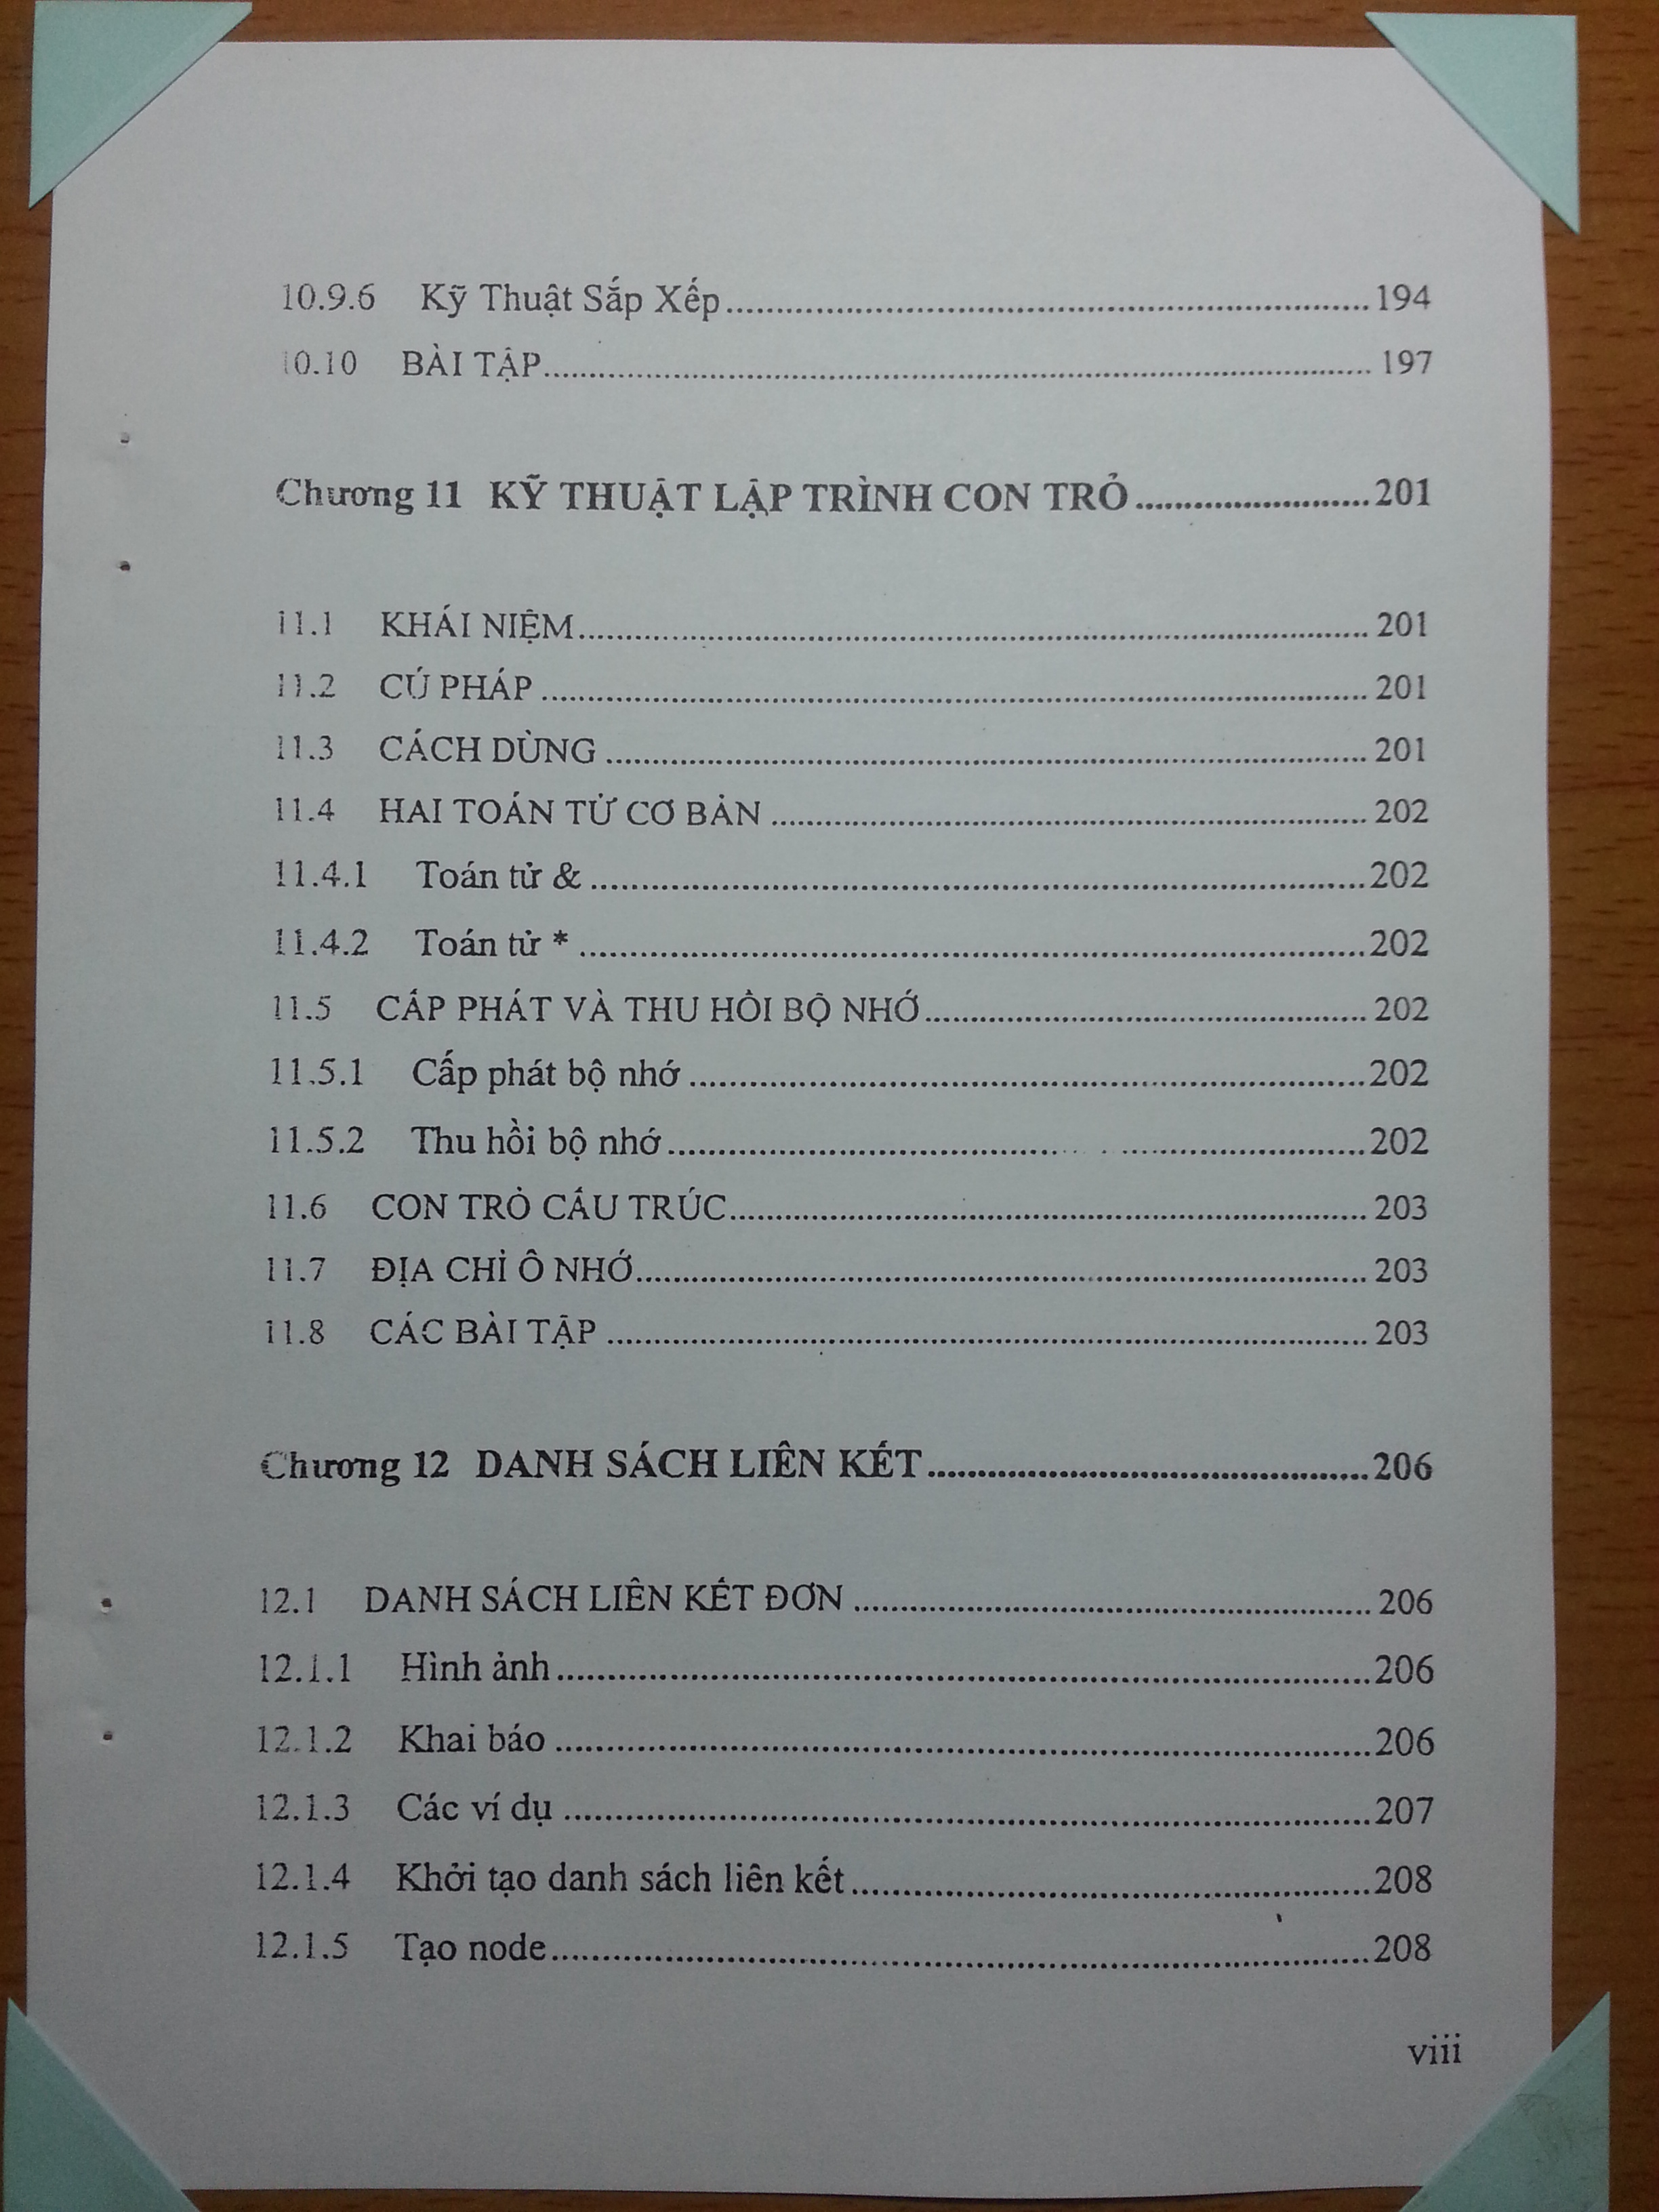 10.9.6 Kỹ Thuật Sắp Xếp.......................................................194
10.10 BÀI TẬP....................................................................... 197
Chương 11 KỸ THUẬT LẬP TRÌNH CON TRỎ........................201
11.1 KHÁI NIỆM.................................................................. 201
11.2 CÚ PHÁP ..................................................................... 201
11.3 CÁCH DÙNG ............................................................... 201
11.4 HAI TOÁN TỬ CƠ BẢN ................................................. 202
11.4.1 Toán tử & ..................................................................202
11.4.2 Toán tử * ...................................................................202
11.5 CẤP PHÁT VÀ THU HỒI BỘ NHỚ..................................... 202
11.5.1 Cấp phát bộ nhớ .........................................................202
11.5.2 Thu hồi bộ nhớ...........................................................202
11.6 CON TRỎ CẤU TRÚC..................................................... 203
11.7 ĐỊA CHỈ Ô NHỚ............................................................. 203
11.8 CÁC BÀI TẬP ............................................................... 203
Chương 12 DANH SÁCH LIÊN KẾT..........................................206
12.1 DANH SÁCH LIÊN KẾT ĐƠN ........................................... 206
12.1.1 Hình ảnh....................................................................206
12.1.2 Khai báo ....................................................................206
12.1.3 Các ví dụ ...................................................................207
12.1.4 Khởi tạo danh sách liên kết...........................................208
12.1.5 Tạo node....................................................................208
viii